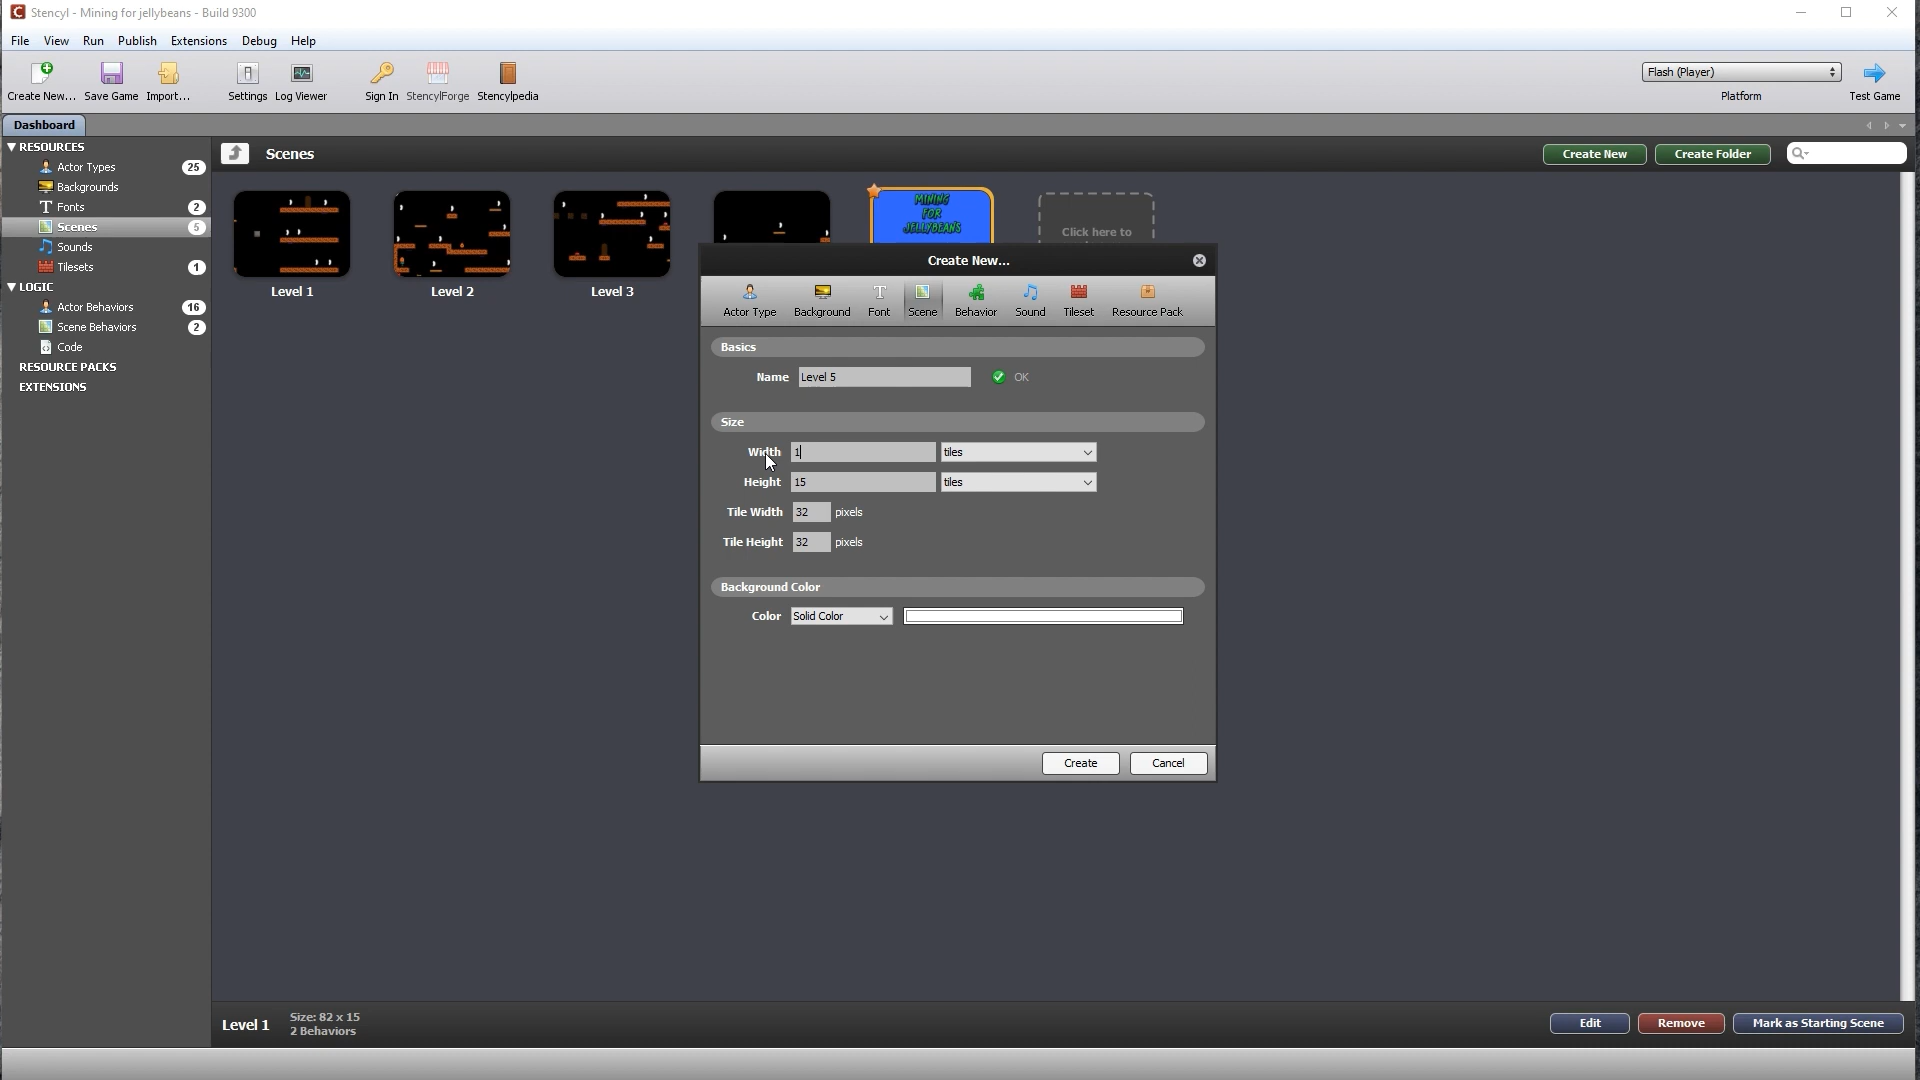 Stencyl - Mining for jellybeans - Build 9300
File View Run Publish Extensions Debug Help
Create New... Save Game Import... Settings Log Viewer Sign In StencylForge Stencylpedia
Flash (Player)
Platform Test Game
Dashboard
RESOURCES
Actor Types 25
Backgrounds
Fonts 2
Scenes 5
Sounds
Tilesets 1
LOGIC
Actor Behaviors 16
Scene Behaviors 2
Code
RESOURCE PACKS
EXTENSIONS
Scenes
Create New Create Folder
Level 1
Level 2
Level 3
MINING
FOR
JELLYBEANS
Click here to
Create New...
Actor Type Background Font Scene Behavior Sound Tileset Resource Pack
Basics
Name Level 5 OK
Size
Width 1 tiles
Height 15 tiles
Tile Width 32 pixels
Tile Height 32 pixels
Background Color
Color Solid Color
Create Cancel
Level 1
Size: 82 x 15
2 Behaviors
Edit Remove Mark as Starting Scene